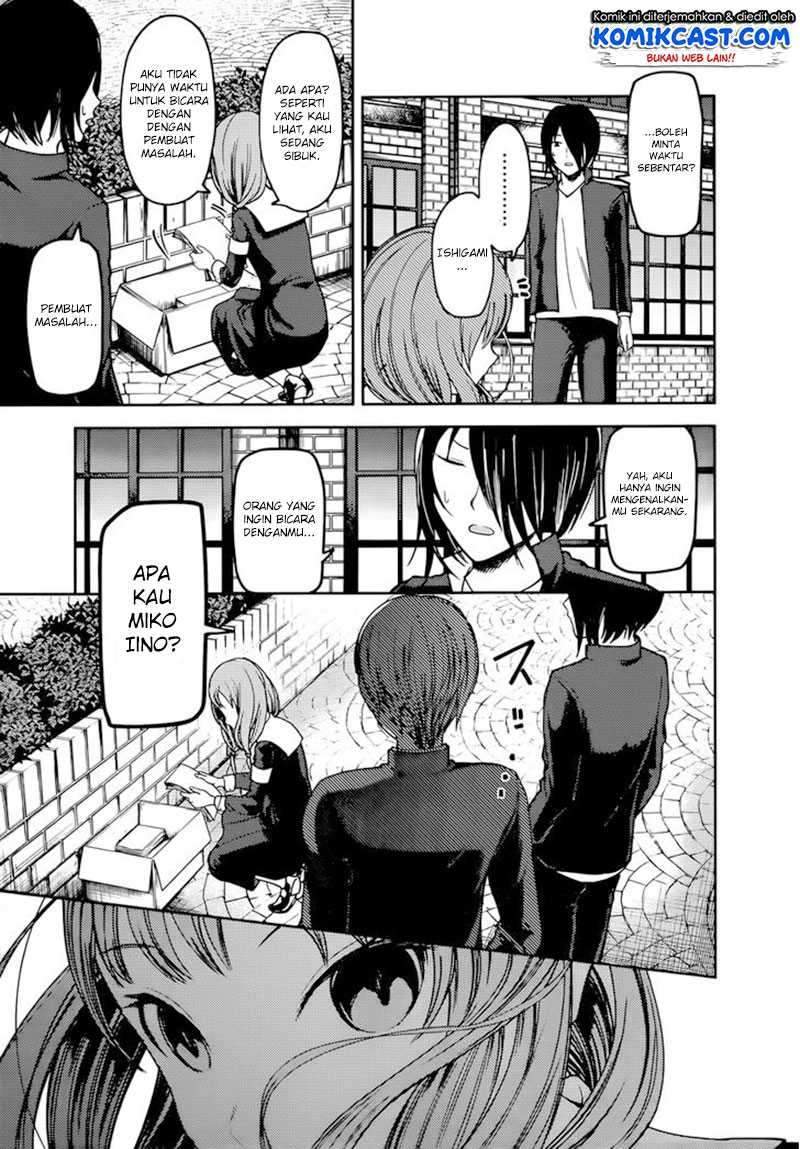 Komik ini diterjemahkan & diedit oleh
KOMIKCAST.COM
BUKAN WEB LAIN!!
...BOLEH
MINTA
WAKTU
SEBENTAR?
.........
ISHIGAMI
...
ADA APA?
SEPERTI
YANG KAU
LIHAT, AKU
SEDANG
SIBUK.
AKU TIDAK
PUNYA WAKTU
UNTUK BICARA
DENGAN
DENGAN
PEMBUAT
MASALAH.
PEMBUAT
MASALAH...
YAH, AKU
HANYA INGIN
MENGENALKAN-
MU SEKARANG.
ORANG YANG
INGIN BICARA
DENGANMU...
APA
KAU
MIKO
IINO?
ス